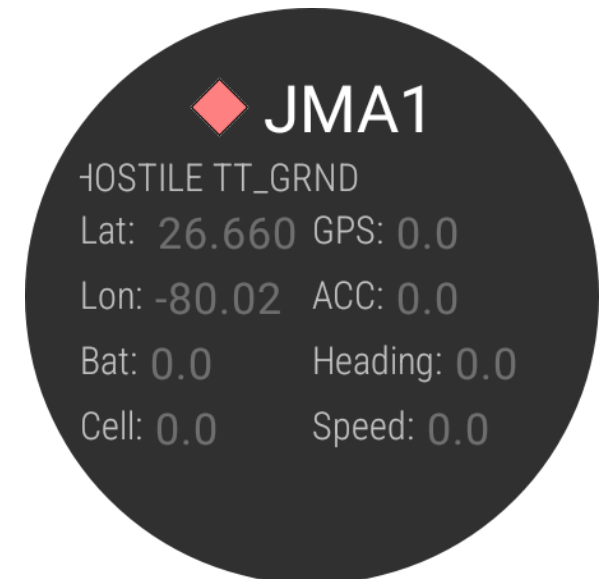 JMA1
HOSTILE TT_GRND
Lat: 26.660 GPS: 0.0
Lon: -80.02 ACC: 0.0
Bat: 0.0 Heading: 0.0
Cell: 0.0 Speed: 0.0